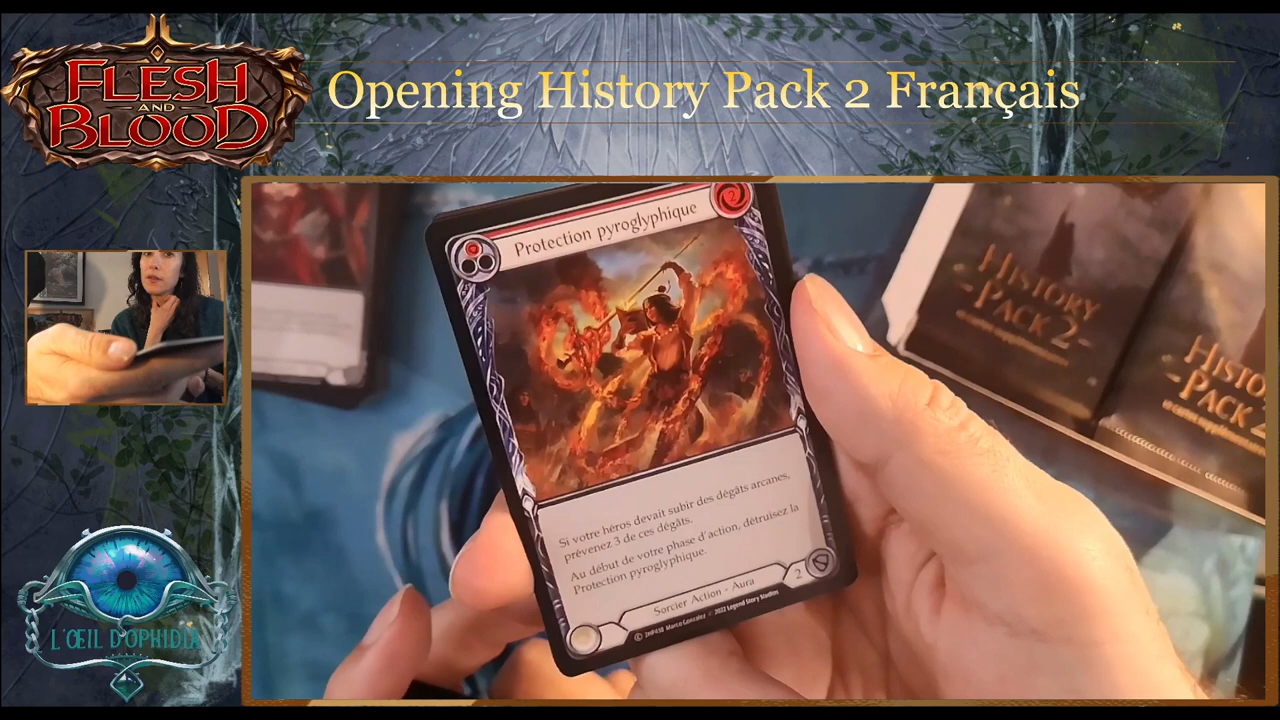 FLESH
AND
BLOOD
Opening History Pack 2 Français
Protection pyroglyphique
HISTORY
PACK 2
HISTO
PACK 2
Si votre héros devait subir des dégâts arcanes,
prévenez 3 de ces dégâts.
Au début de votre phase d'action, détruisez la
Protection pyroglyphique.
Sorcier Action - Aura
2
Marco Gonzalez © 2022 Legend Story Studios
L'ŒIL D'OPHIDIA